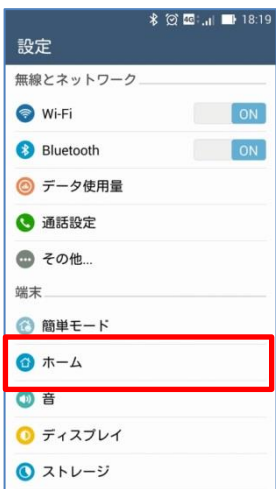 4G 18:19
設定
無線とネットワーク
Wi-Fi ON
Bluetooth ON
データ使用量
通話設定
その他...
端末
簡単モード
ホーム
音
ディスプレイ
ストレージ